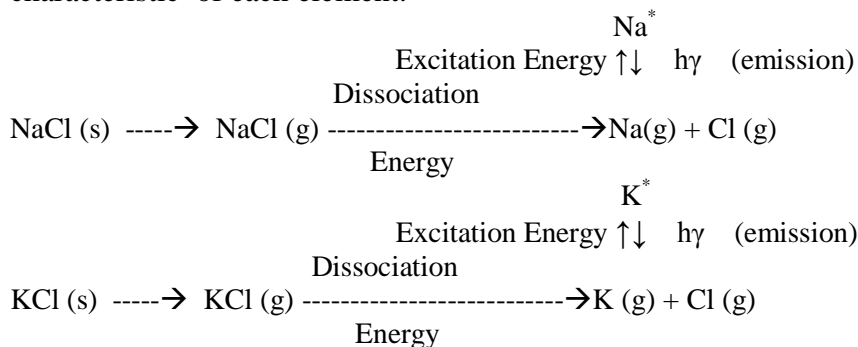 characteristic of each element.
Na*
Excitation Energy ↑↓ hγ (emission)
Dissociation
NaCl (s) -----→ NaCl (g) ---------------------------→Na(g) + Cl (g)
Energy
K*
Excitation Energy ↑↓ hγ (emission)
Dissociation
KCl (s) -----→ KCl (g) ----------------------------→K (g) + Cl (g)
Energy